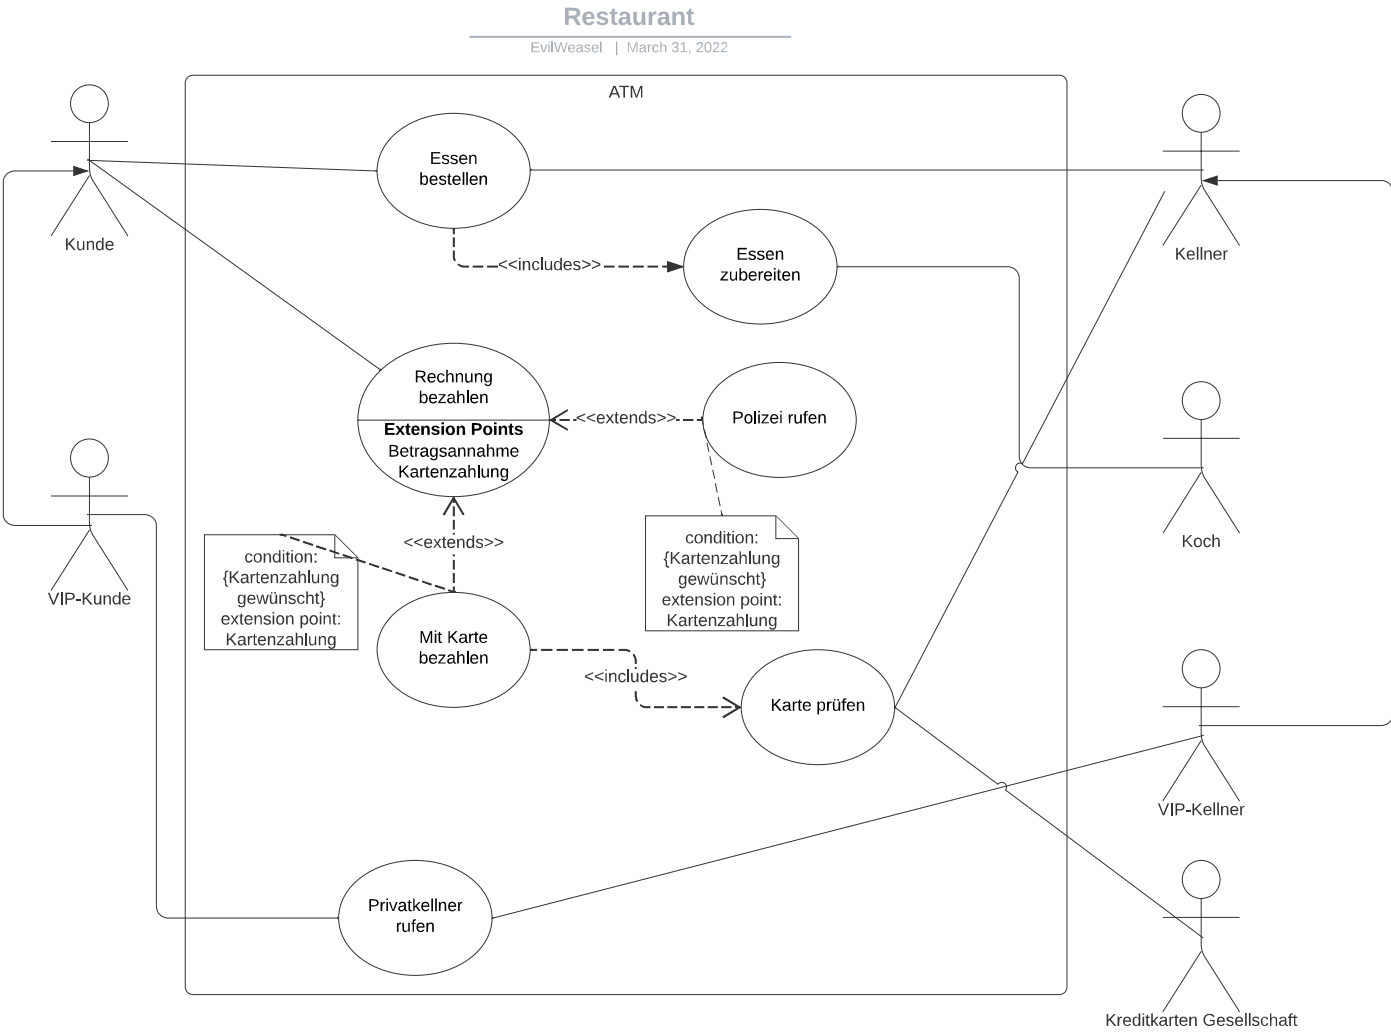 Restaurant
EvilWeasel | March 31, 2022
ATM
Essen
bestellen
Kunde
Kellner
<<includes>>
Essen
zubereiten
Rechnung
bezahlen
Extension Points
Betragsannahme
Kartenzahlung
<<extends>>
Polizei rufen
Koch
<<extends>>
condition:
{Kartenzahlung
gewünscht}
extension point:
Kartenzahlung
condition:
{Kartenzahlung
gewünscht}
extension point:
Kartenzahlung
VIP-Kunde
Mit Karte
bezahlen
<<includes>>
Karte prüfen
VIP-Kellner
Privatkellner
rufen
Kreditkarten Gesellschaft